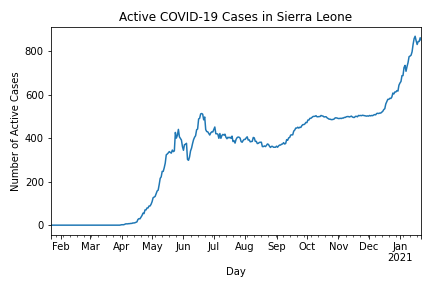 Active COVID-19 Cases in Sierra Leone
Number of Active Cases
800
600
400
200
0
Feb Mar Apr May Jun Jul Aug Sep Oct Nov Dec Jan
2021
Day